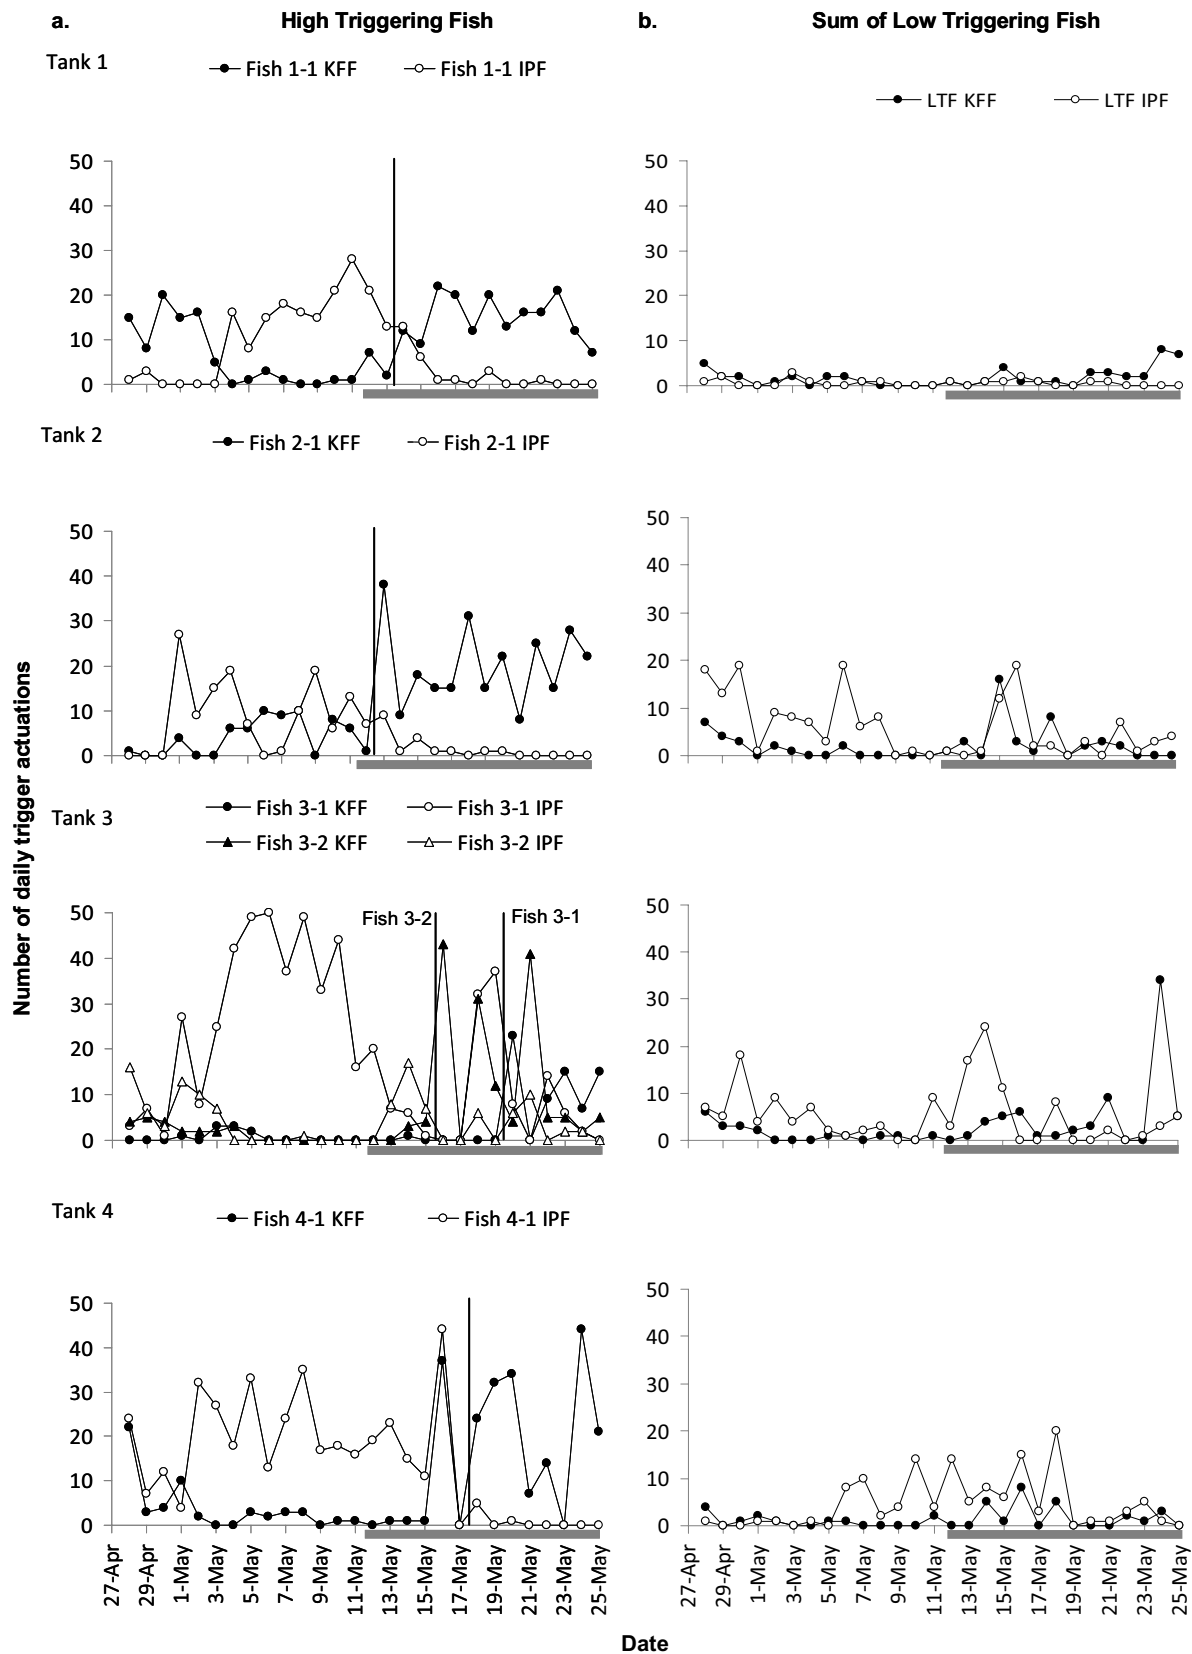 a. High Triggering Fish b. Sum of Low Triggering Fish
Tank 1
Fish 1-1 KFF Fish 1-1 IPF
LTF KFF LTF IPF
50 50
40 40
30 30
20 20
10 10
0 0
Tank 2
Fish 2-1 KFF Fish 2-1 IPF
50 50
40 40
30 30
20 20
10 10
0 0
Number of daily trigger actuations
Tank 3
Fish 3-1 KFF Fish 3-1 IPF
Fish 3-2 KFF Fish 3-2 IPF
50 Fish 3-2 Fish 3-1 50
40 40
30 30
20 20
10 10
0 0
Tank 4
Fish 4-1 KFF Fish 4-1 IPF
50 50
40 40
30 30
20 20
10 10
0 0
27-Apr 29-Apr 1-May 3-May 5-May 7-May 9-May 11-May 13-May 15-May 17-May 19-May 21-May 23-May 25-May 27-Apr 29-Apr 1-May 3-May 5-May 7-May 9-May 11-May 13-May 15-May 17-May 19-May 21-May 23-May 25-May
Date